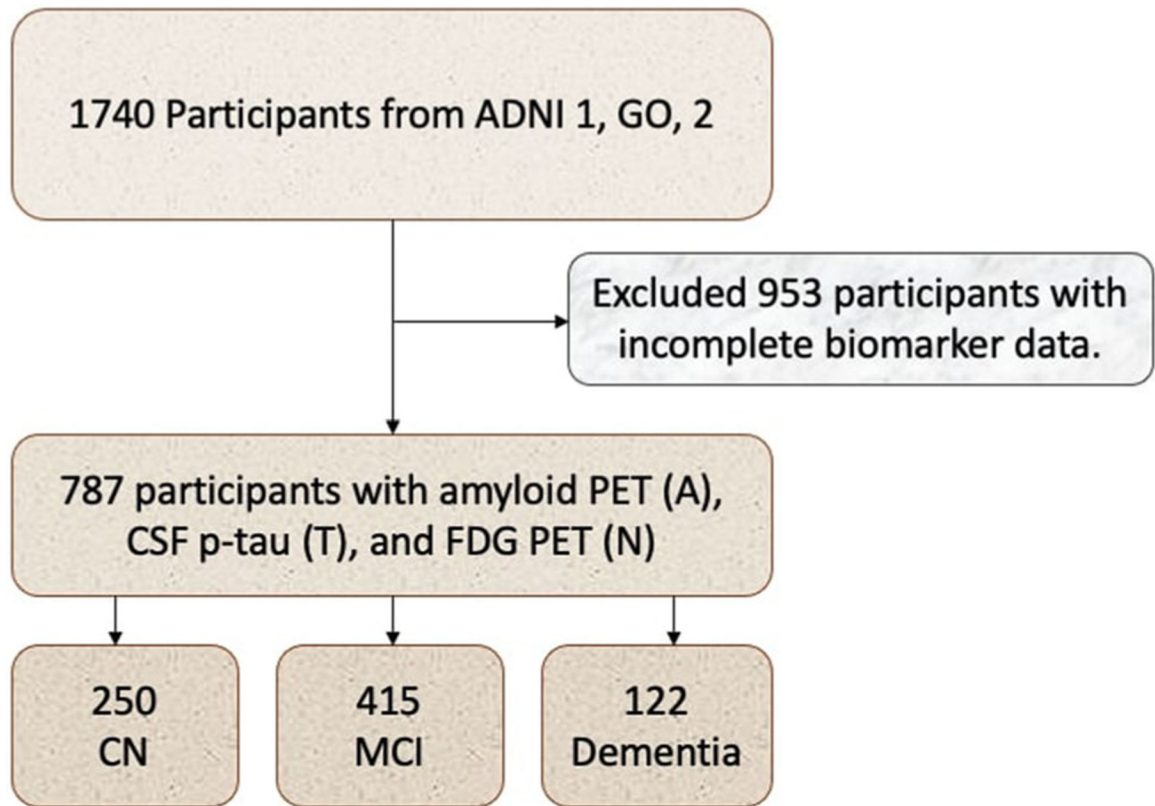 1740 Participants from ADNI 1, GO, 2
Excluded 953 participants with
incomplete biomarker data.
787 participants with amyloid PET (A),
CSF p-tau (T), and FDG PET (N)
250
CN
415
MCI
122
Dementia